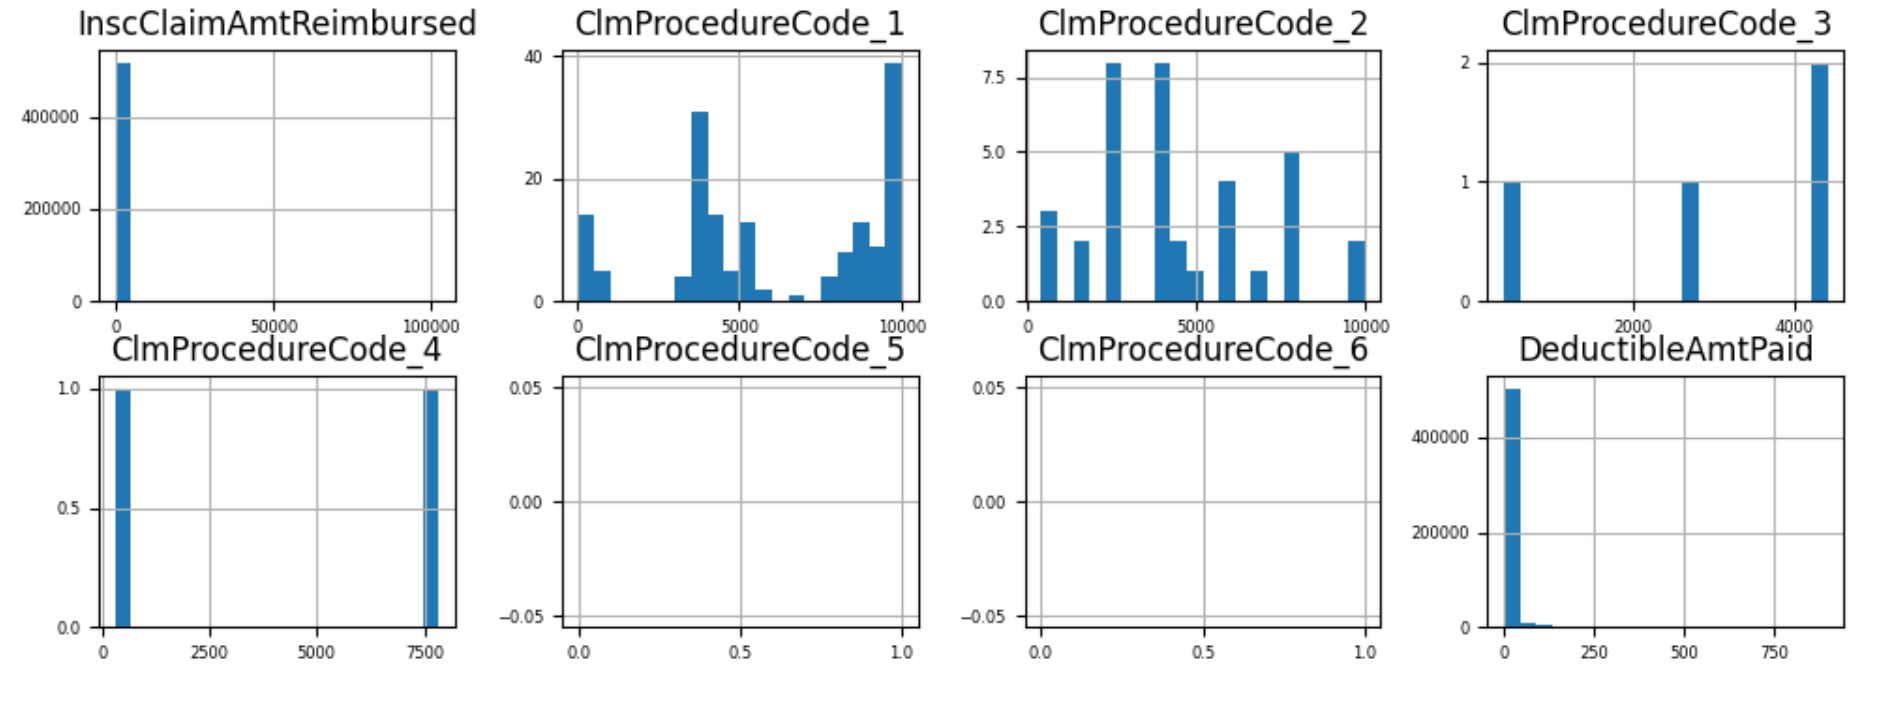 InscClaimAmtReimbursed
400000
200000
0
0 50000 100000
ClmProcedureCode_1
40
20
0
0 5000 10000
ClmProcedureCode_2
7.5
5.0
2.5
0.0
0 5000 10000
ClmProcedureCode_3
2
1
0
2000 4000
ClmProcedureCode_4
1.0
0.5
0.0
0 2500 5000 7500
ClmProcedureCode_5
0.05
0.00
−0.05
0.0 0.5 1.0
ClmProcedureCode_6
0.05
0.00
−0.05
0.0 0.5 1.0
DeductibleAmtPaid
400000
200000
0
0 250 500 750